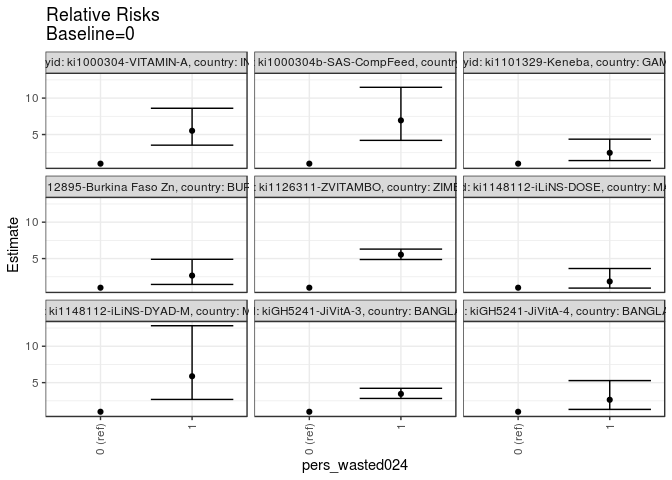 Relative Risks
Baseline=0
yid: ki1000304-VITAMIN-A, country: IN
ki1000304b-SAS-CompFeed, country
yid: ki1101329-Keneba, country: GAM
10
5
12895-Burkina Faso Zn, country: BUR
ki1126311-ZVITAMBO, country: ZIMB
d: ki1148112-iLiNS-DOSE, country: MA
10
5
ki1148112-iLiNS-DYAD-M, country: M
d: kiGH5241-JiVitA-3, country: BANGLA
d: kiGH5241-JiVitA-4, country: BANGLA
10
5
Estimate
0 (ref)
1
0 (ref)
1
0 (ref)
1
pers_wasted024